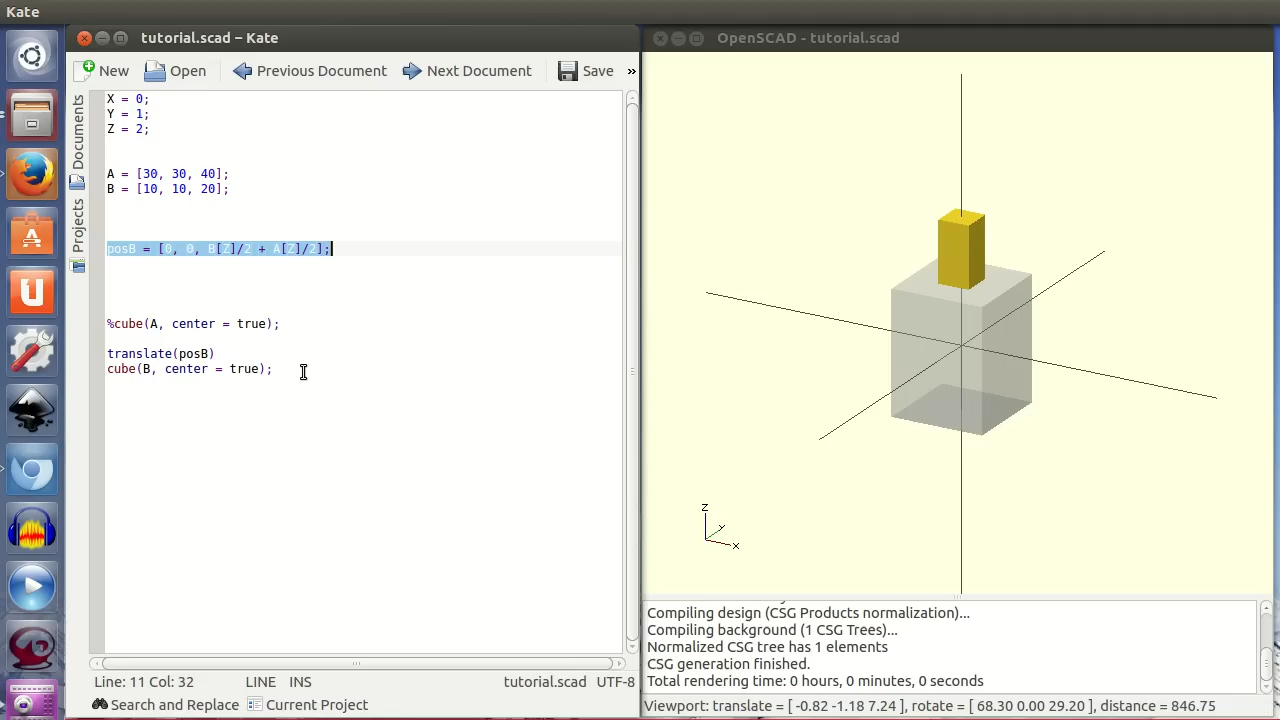 Kate
tutorial.scad – Kate
New Open Previous Document Next Document Save »
Documents
Projects
X = 0;
Y = 1;
Z = 2;
A = [30, 30, 40];
B = [10, 10, 20];
posB = [0, 0, B[Z]/2 + A[Z]/2];
%cube(A, center = true);
translate(posB)
cube(B, center = true);
Line: 11 Col: 32 LINE INS tutorial.scad UTF-8
Search and Replace Current Project
OpenSCAD - tutorial.scad
Z
Y
X
Compiling design (CSG Products normalization)...
Compiling background (1 CSG Trees)...
Normalized CSG tree has 1 elements
CSG generation finished.
Total rendering time: 0 hours, 0 minutes, 0 seconds
Viewport: translate = [ -0.82 -1.18 7.24 ], rotate = [ 68.30 0.00 29.20 ], distance = 846.75